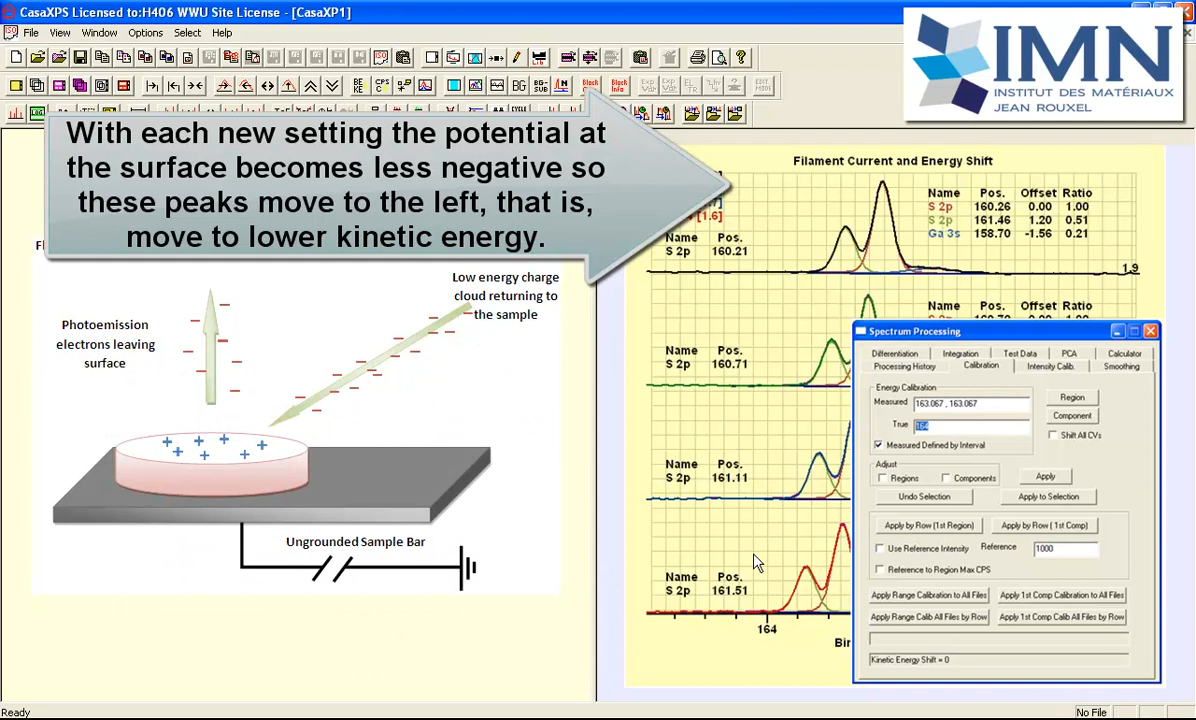 CasaXPS Licensed to:H406 WWU Site License - [CasaXP1]
File View Window Options Select Help
IMN
INSTITUT DES MATÉRIAUX
JEAN ROUXEL
With each new setting the potential at
the surface becomes less negative so
these peaks move to the left, that is,
move to lower kinetic energy.
Photoemission
electrons leaving
surface
Low energy charge
cloud returning to
the sample
Ungrounded Sample Bar
Filament Current and Energy Shift
[1.6]
Name Pos.
S 2p 160.21
Name Pos. Offset Ratio
S 2p 160.26 0.00 1.00
S 2p 161.46 1.20 0.51
Ga 3s 158.70 -1.56 0.21
1.9
Name Pos. Offset Ratio
Name Pos.
S 2p 160.71
Name Pos.
S 2p 161.11
Name Pos.
S 2p 161.51
164
Spectrum Processing
Differentiation Integration Test Data PCA Calculator
Processing History Calibration Intensity Calib. Smoothing
Energy Calibration
Measured 163.067 , 163.067 Region
True 164 Component
Measured Defined by Interval Shift All CVs
Adjust
Regions Components Apply
Undo Selection Apply to Selection
Apply by Row (1st Region) Apply by Row ( 1st Comp)
Use Reference Intensity Reference 1000
Reference to Region Max CPS
Apply Range Calibration to All Files Apply 1st Comp Calibration to All Files
Apply Range Calib All Files by Row Apply 1st Comp Calib All Files by Row
Kinetic Energy Shift = 0
Ready No File